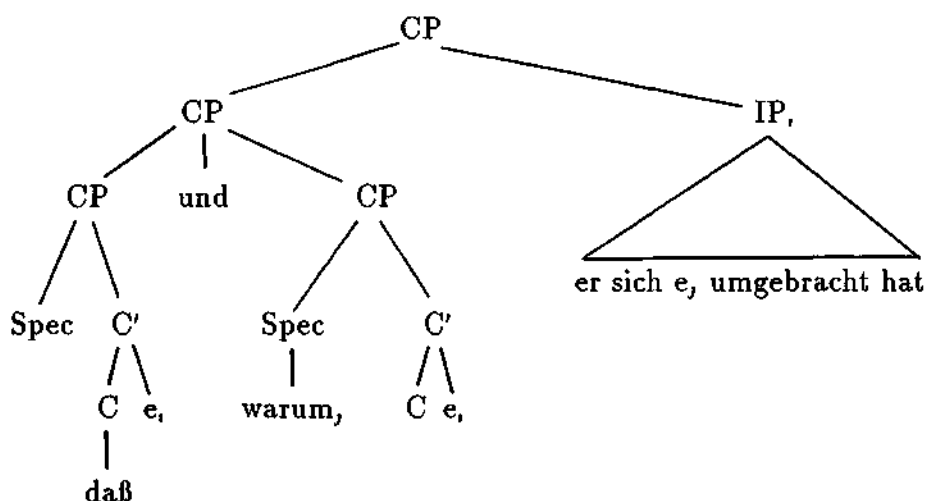 CP
CP IP,
CP und CP
er sich e, umgebracht hat
Spec C' Spec C'
C e, warum, C e,
daß